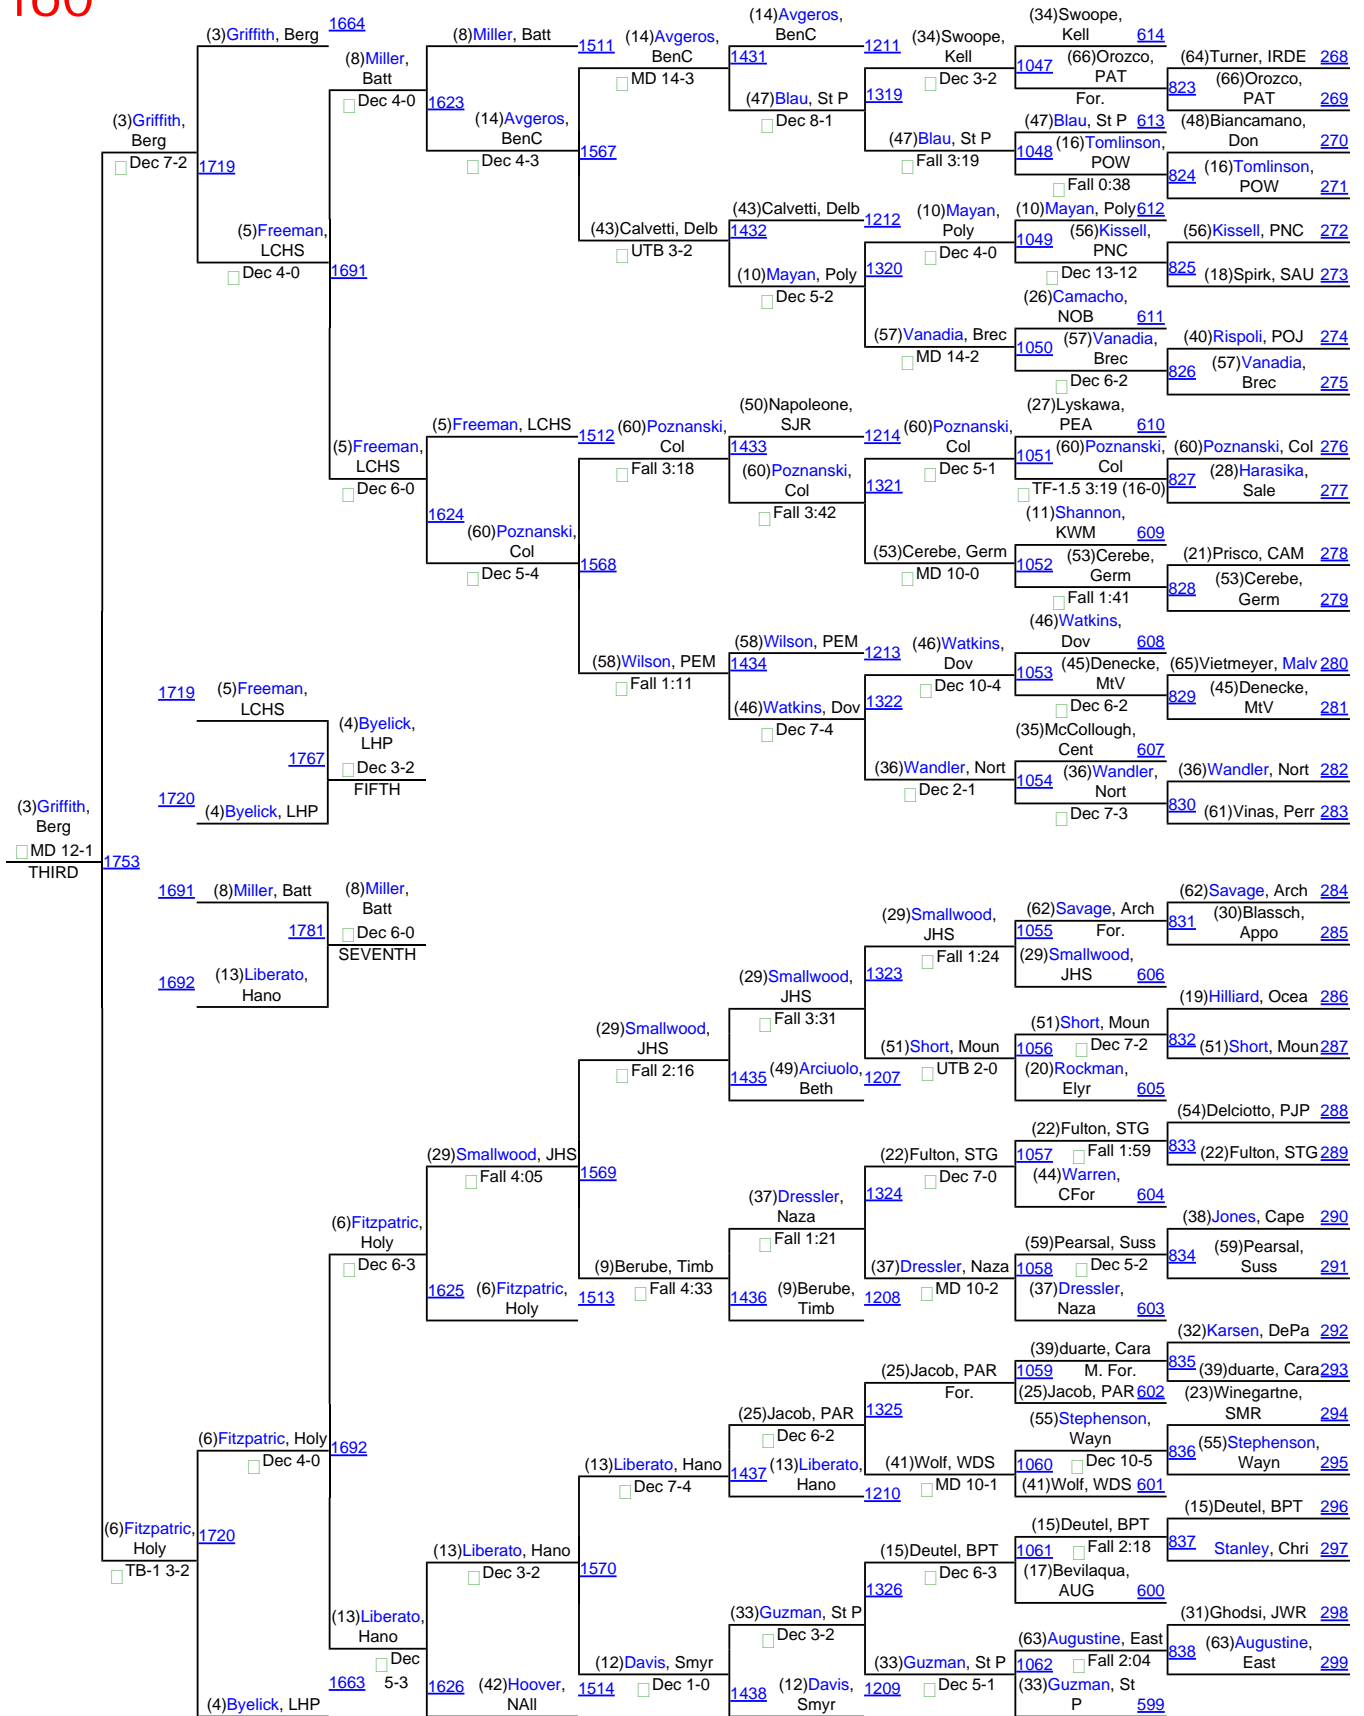 160
(3)Griffith, Berg 1664
(8)Miller,
Batt
Dec 4-0
(3)Griffith,
Berg
Dec 7-2
1719
(5)Freeman,
LCHS
Dec 4-0
1691
(8)Miller, Batt 1511
1623
(14)Avgeros,
BenC
Dec 4-3
1567
(14)Avgeros,
BenC
MD 14-3
(14)Avgeros,
BenC 1211
1431
(47)Blau, St P
Dec 8-1
1319
(34)Swoope,
Kell
Dec 3-2
(34)Swoope,
Kell 614
1047 (66)Orozco,
PAT
For.
(64)Turner, IRDE 268
823 (66)Orozco,
PAT 269
(47)Blau, St P
Fall 3:19
(47)Blau, St P 613
1048 (16)Tomlinson,
POW
Fall 0:38
(48)Biancamano,
Don 270
824 (16)Tomlinson,
POW 271
(43)Calvetti, Delb
UTB 3-2
(43)Calvetti, Delb 1212
1432
(10)Mayan, Poly
Dec 5-2
1320
(10)Mayan,
Poly
Dec 4-0
(10)Mayan, Poly 612
1049 (56)Kissell,
PNC
Dec 13-12
(56)Kissell, PNC 272
825 (18)Spirk, SAU 273
(57)Vanadia, Brec
MD 14-2
(26)Camacho,
NOB 611
1050 (57)Vanadia,
Brec
Dec 6-2
(40)Rispoli, POJ 274
826 (57)Vanadia,
Brec 275
(5)Freeman,
LCHS
Dec 6-0
(5)Freeman, LCHS 1512
1624
(60)Poznanski,
Col
Dec 5-4
1568
(60)Poznanski,
Col
Fall 3:18
(50)Napoleone,
SJR 1214
1433
(60)Poznanski,
Col
Fall 3:42
1321
(60)Poznanski,
Col
Dec 5-1
(27)Lyskawa,
PEA 610
1051 (60)Poznanski,
Col
TF-1.5 3:19 (16-0)
(60)Poznanski, Col 276
827 (28)Harasika,
Sale 277
(53)Cerebe, Germ
MD 10-0
(11)Shannon,
KWM 609
1052 (53)Cerebe,
Germ
Fall 1:41
(21)Prisco, CAM 278
828 (53)Cerebe,
Germ 279
(58)Wilson, PEM
Fall 1:11
(58)Wilson, PEM 1213
1434
(46)Watkins, Dov
Dec 7-4
1322
(46)Watkins,
Dov
Dec 10-4
(46)Watkins,
Dov 608
1053 (45)Denecke,
MtV
Dec 6-2
(65)Vietmeyer, Malv 280
829 (45)Denecke,
MtV 281
(36)Wandler, Nort
Dec 2-1
(35)McCollough,
Cent 607
1054 (36)Wandler,
Nort
Dec 7-3
(36)Wandler, Nort 282
830 (61)Vinas, Perr 283
1719 (5)Freeman,
LCHS
1767
(4)Byelick,
LHP
Dec 3-2
FIFTH
1720 (4)Byelick, LHP
(3)Griffith,
Berg
MD 12-1
THIRD
1753
1691 (8)Miller, Batt
1781
(8)Miller,
Batt
Dec 6-0
SEVENTH
1692 (13)Liberato,
Hano
(29)Smallwood,
JHS
Fall 2:16
(29)Smallwood,
JHS
Fall 3:31
(29)Smallwood,
JHS
Fall 1:24
1323
(62)Savage, Arch
1055 For.
(29)Smallwood,
JHS 606
(62)Savage, Arch 284
831 (30)Blassch,
Appo 285
(51)Short, Moun
UTB 2-0
(51)Short, Moun
1056 Dec 7-2
(20)Rockman,
Elyr 605
(19)Hilliard, Ocea 286
832 (51)Short, Moun 287
1435 (49)Arciuolo,
Beth 1207
(29)Smallwood, JHS
Fall 4:05
1569
(22)Fulton, STG
Dec 7-0
1324
(22)Fulton, STG
1057 Fall 1:59
(44)Warren,
CFor 604
(54)Delciotto, PJP 288
833 (22)Fulton, STG 289
(37)Dressler,
Naza
Fall 1:21
(37)Dressler, Naza
MD 10-2
(59)Pearsal, Suss
1058 Dec 5-2
(37)Dressler,
Naza 603
(38)Jones, Cape 290
834 (59)Pearsal,
Suss 291
(9)Berube, Timb
Fall 4:33
1436 (9)Berube,
Timb 1208
(6)Fitzpatric,
Holy
Dec 6-3
1625 (6)Fitzpatric,
Holy 1513
(25)Jacob, PAR
For.
1325
(39)duarte, Cara
1059 M. For.
(25)Jacob, PAR 602
(32)Karsen, DePa 292
835 (39)duarte, Cara 293
(25)Jacob, PAR
Dec 6-2
1437 (13)Liberato,
Hano 1210
(41)Wolf, WDS
MD 10-1
(55)Stephenson,
Wayn
1060 Dec 10-5
(41)Wolf, WDS 601
(23)Winegartne,
SMR 294
836 (55)Stephenson,
Wayn 295
(13)Liberato, Hano
Dec 7-4
(6)Fitzpatric, Holy
Dec 4-0
1692
(6)Fitzpatric,
Holy
TB-1 3-2
1720
(13)Liberato, Hano
Dec 3-2
1570
(15)Deutel, BPT
Dec 6-3
1326
(15)Deutel, BPT
1061 Fall 2:18
(17)Bevilaqua,
AUG 600
(15)Deutel, BPT 296
837 Stanley, Chri 297
(33)Guzman, St P
Dec 3-2
(33)Guzman, St P
Dec 5-1
(63)Augustine, East
1062 Fall 2:04
(33)Guzman, St
P 599
(31)Ghodsi, JWR 298
838 (63)Augustine,
East 299
(13)Liberato,
Hano
Dec
5-3
(12)Davis, Smyr
Dec 1-0
1438 (12)Davis,
Smyr 1209
1626 (42)Hoover,
NAll 1514
(4)Byelick, LHP 1663